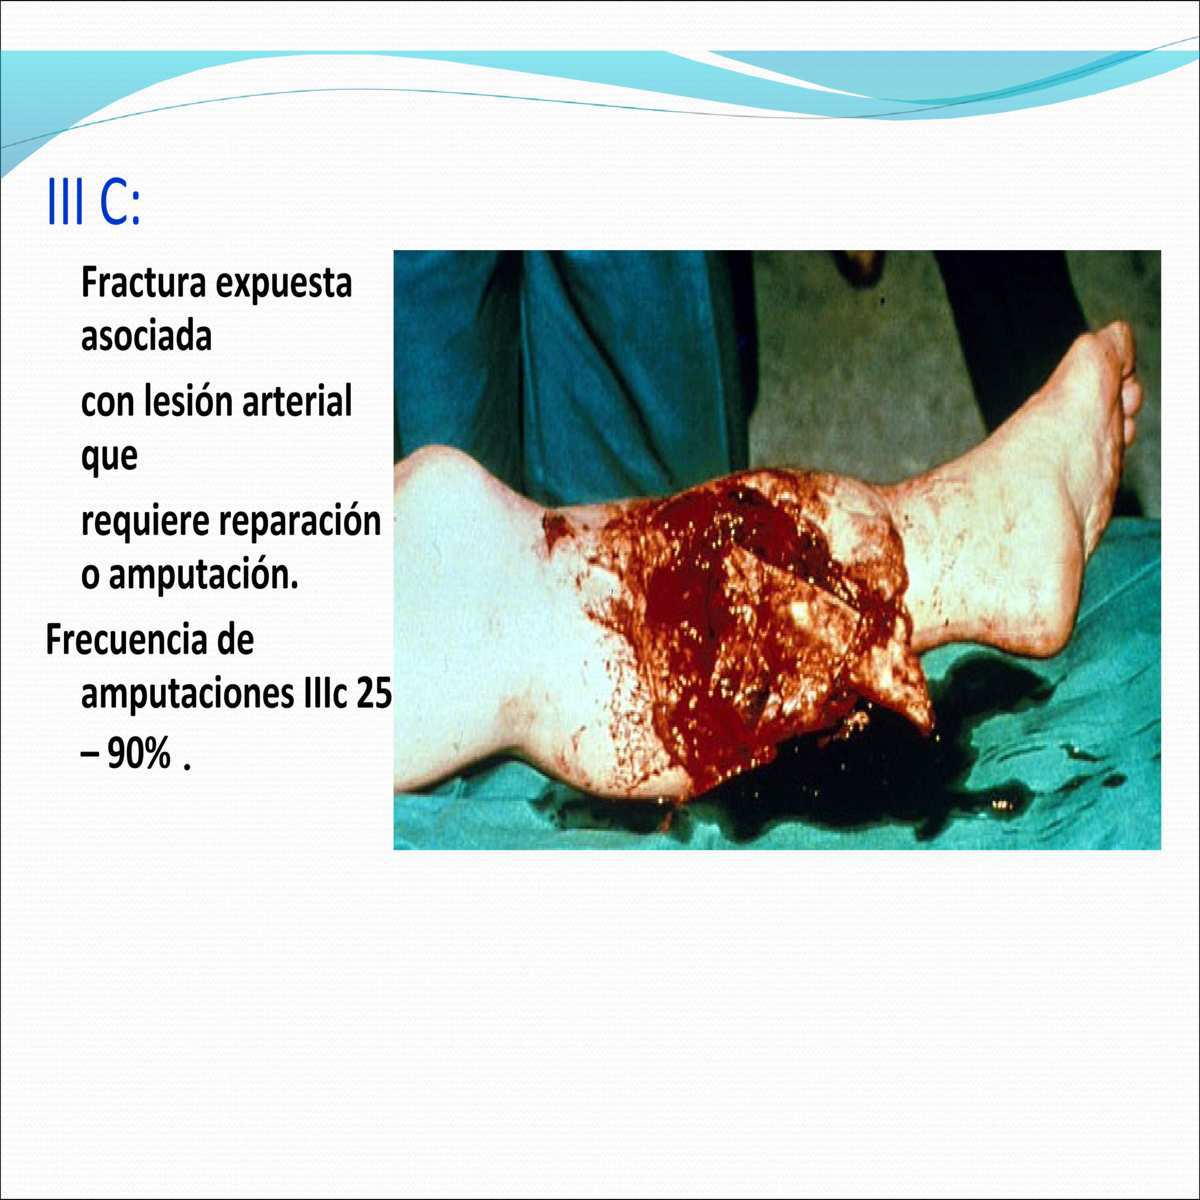 III C:
Fractura expuesta
asociada
con lesión arterial
que
requiere reparación
o amputación.
Frecuencia de
amputaciones IIIc 25
– 90% .